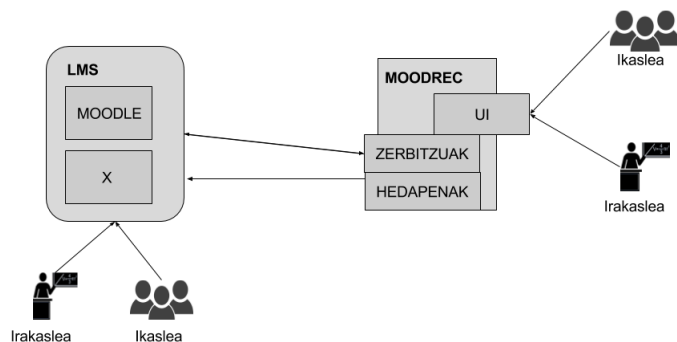 LMS
MOODLE
X
MOODREC
UI
ZERBITZUAK
HEDAPENAK
Ikaslea
Irakaslea
Irakaslea
Ikaslea